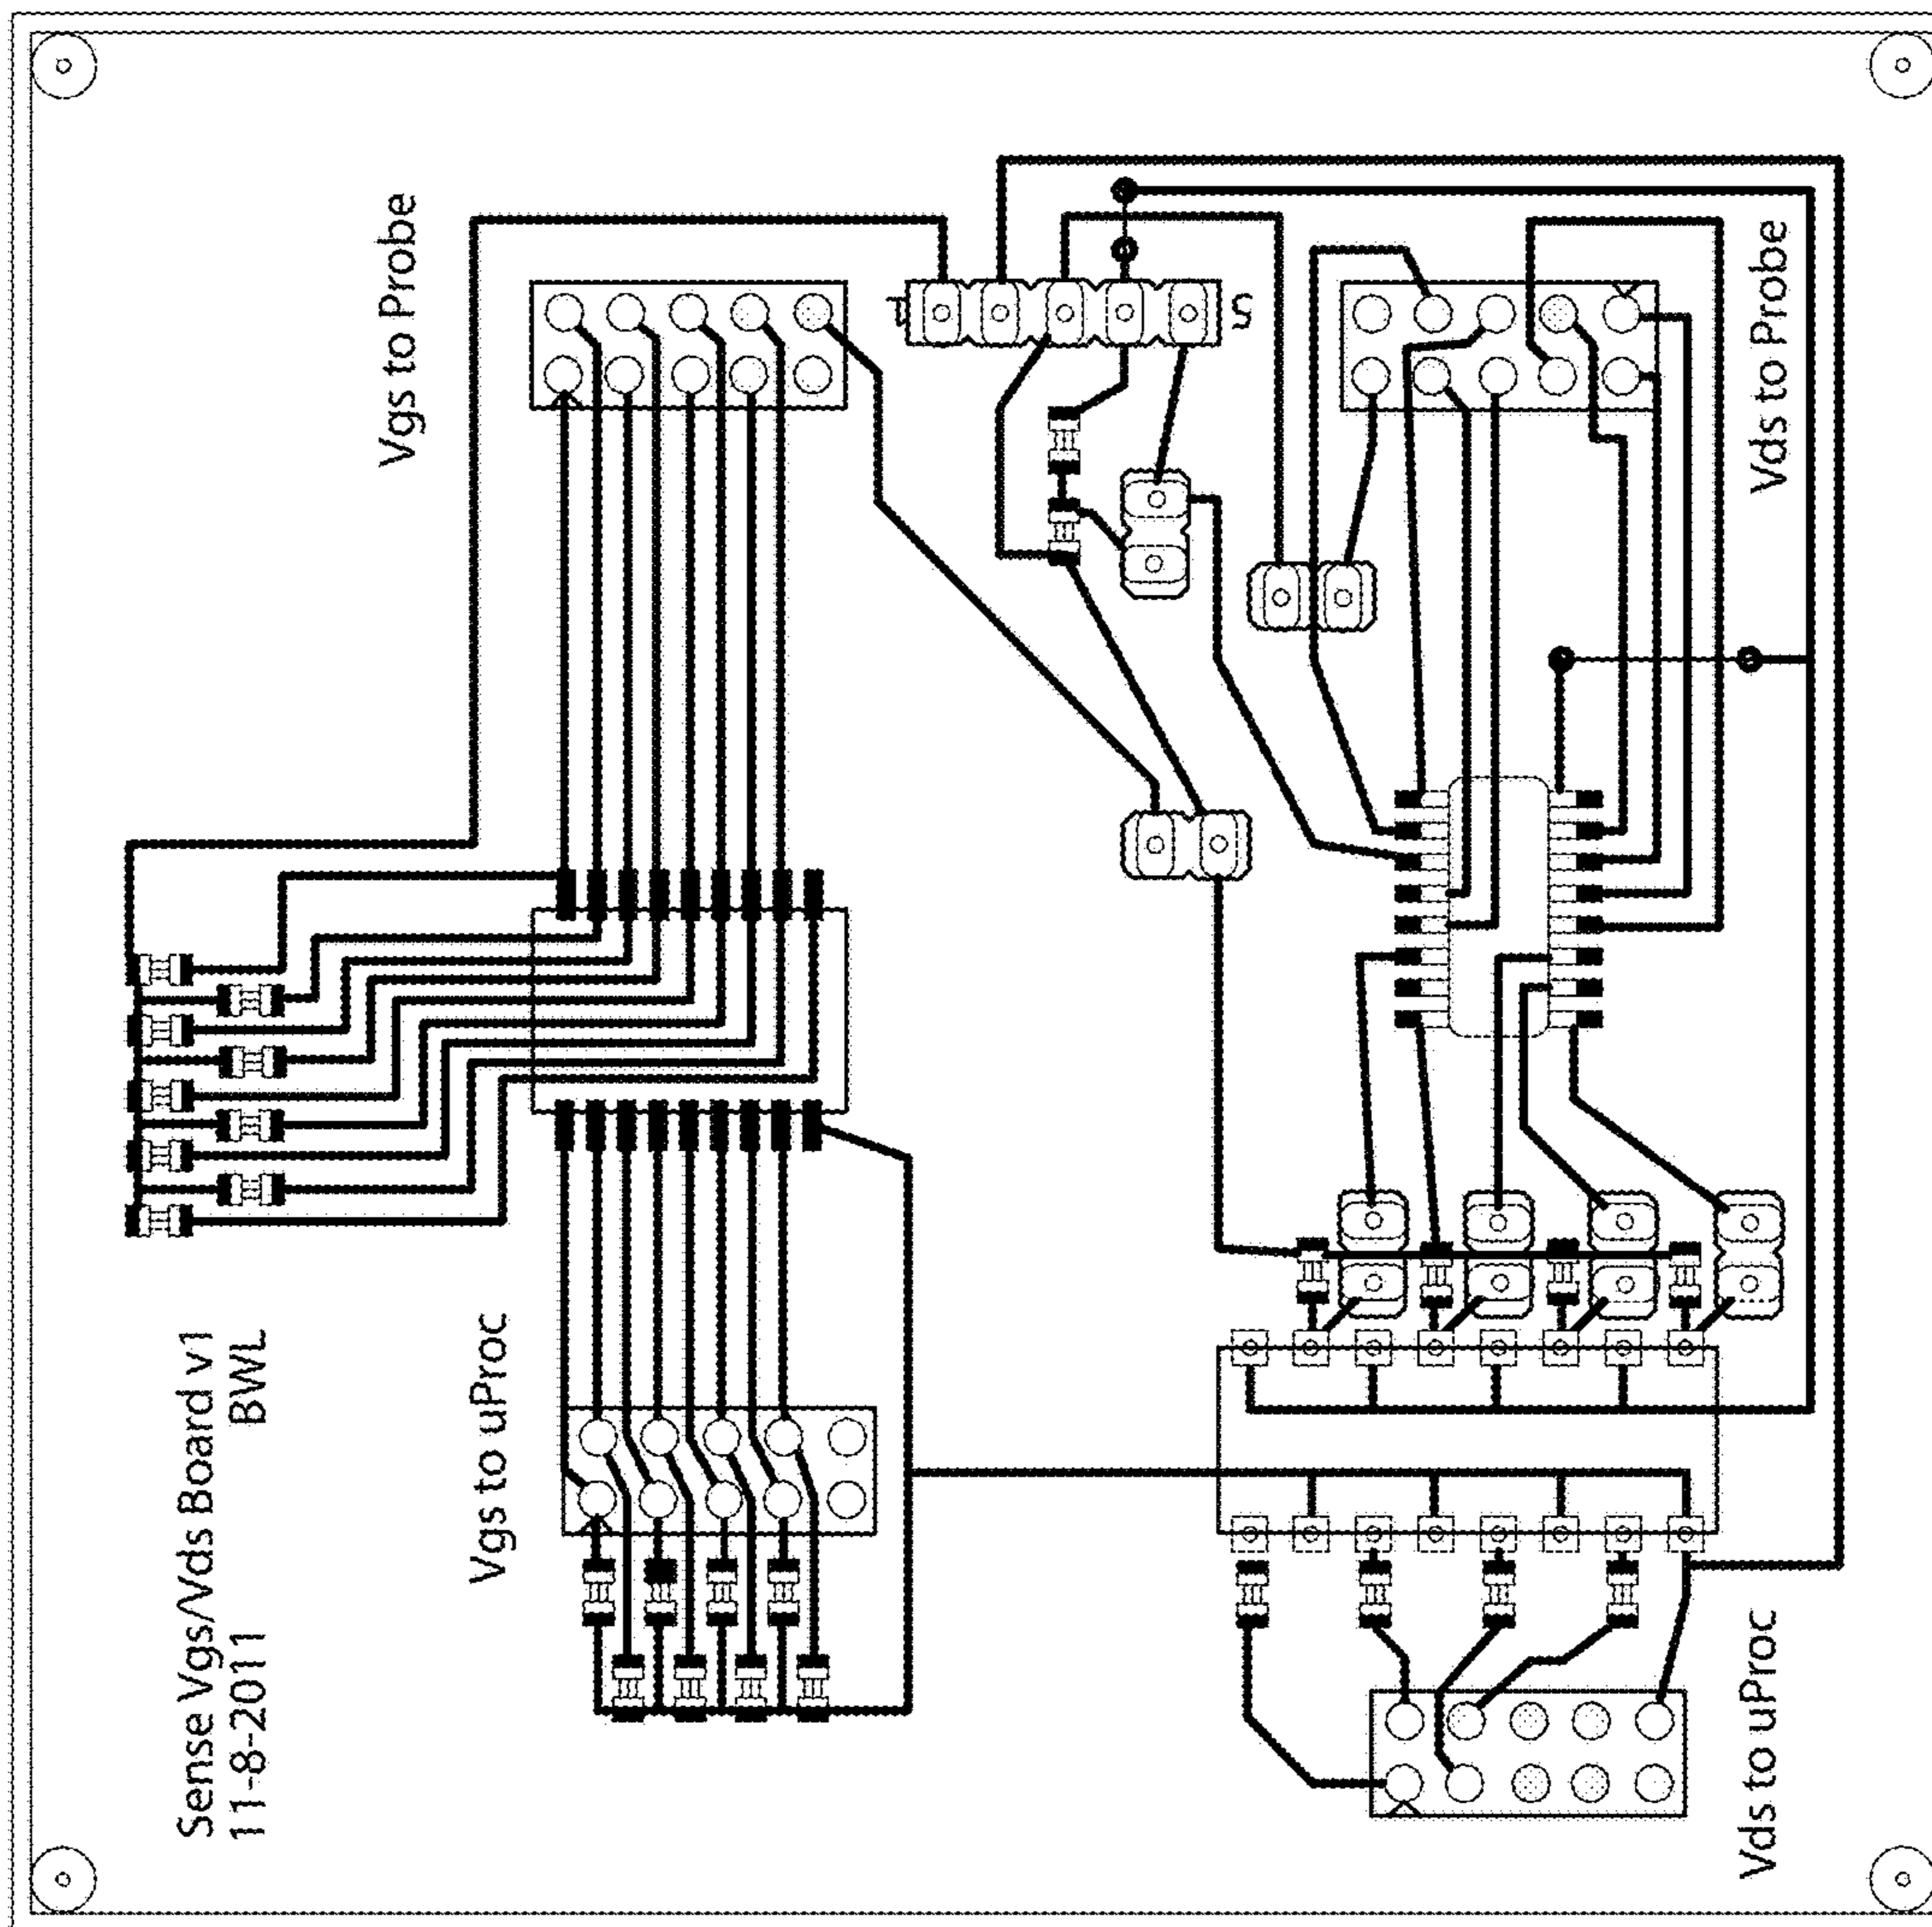 Vgs to Probe
1
5
Vds to Probe
Sense Vgs/Vds Board v1
BWL
11-8-2011
Vgs to uProc
Vds to uProc